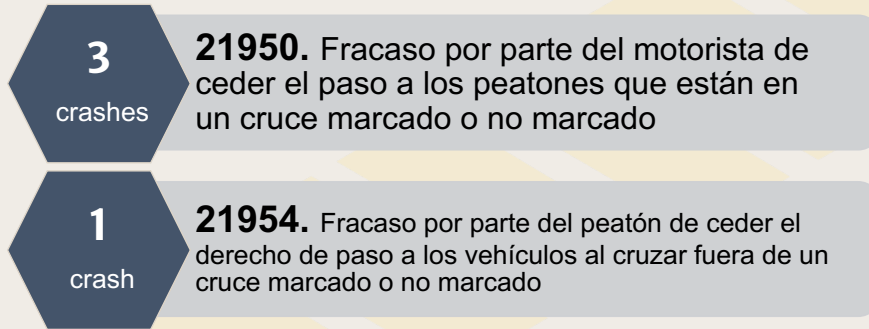 3
crashes
21950. Fracaso por parte del motorista de
ceder el paso a los peatones que están en
un cruce marcado o no marcado
1
crash
21954. Fracaso por parte del peatón de ceder el
derecho de paso a los vehículos al cruzar fuera de un
cruce marcado o no marcado